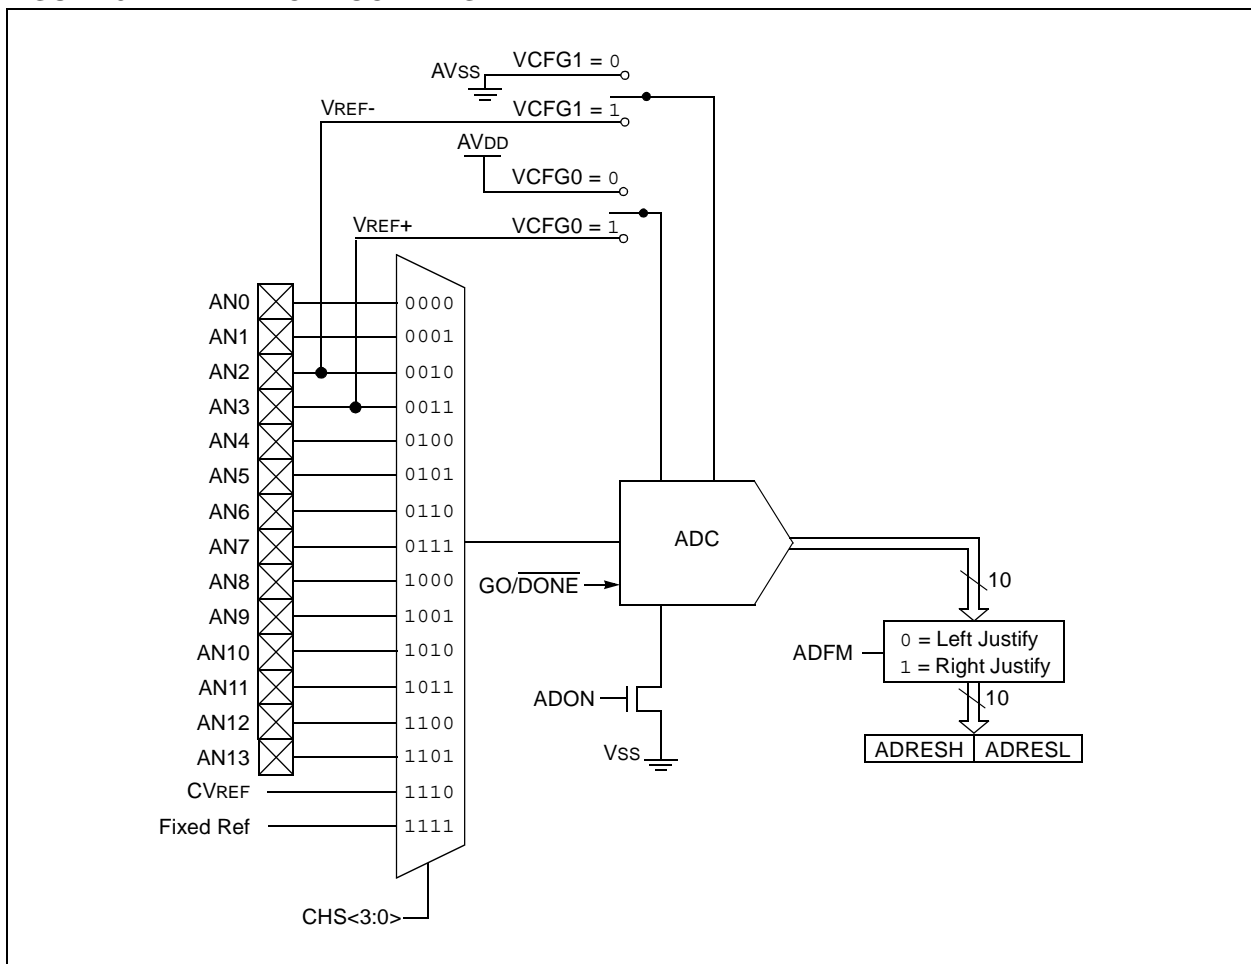 AVSS
VCFG1 = 0
VREF-
VCFG1 = 1
AVDD
VCFG0 = 0
VREF+
VCFG0 = 1
AN0
0000
AN1
0001
AN2
0010
AN3
0011
AN4
0100
AN5
0101
AN6
0110
AN7
0111
AN8
1000
AN9
1001
AN10
1010
AN11
1011
AN12
1100
AN13
1101
CVREF
1110
Fixed Ref
1111
CHS<3:0>
ADC
GO/DONE
10
ADFM
0 = Left Justify
1 = Right Justify
10
ADON
VSS
ADRESH
ADRESL